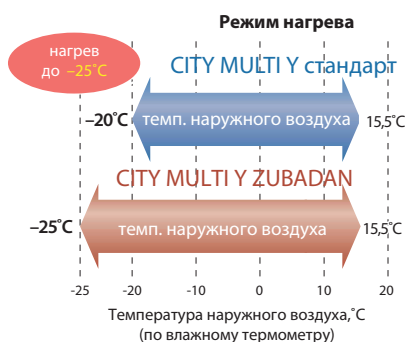 Режим нагрева
нагрев
до –25˚C
CITY MULTI Y стандарт
–20˚C темп. наружного воздуха 15,5˚C
CITY MULTI Y ZUBADAN
–25˚C темп. наружного воздуха 15,5˚C
-25 -20 -10 0 10 20
Температура наружного воздуха,˚C
(по влажному термометру)